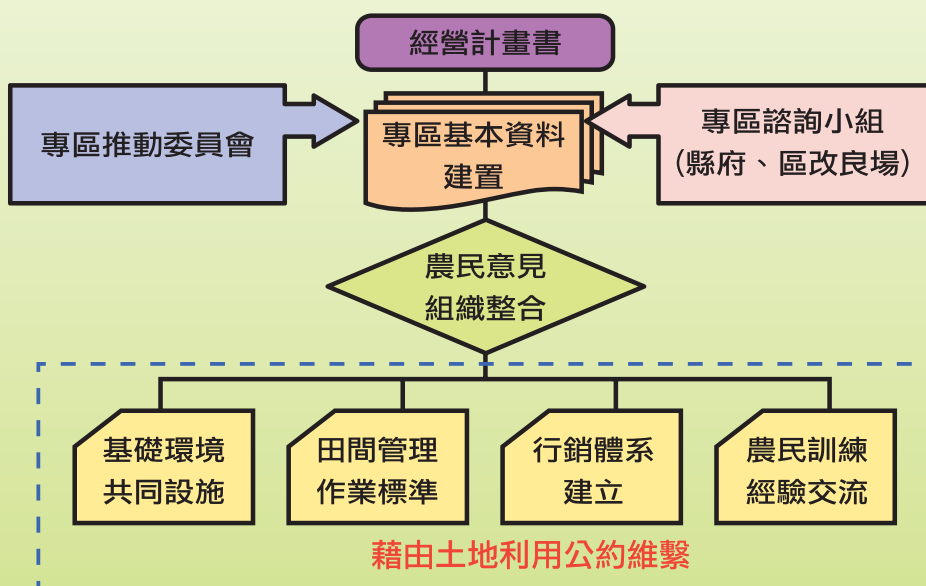 經營計畫書
專區推動委員會
專區基本資料
建置
專區諮詢小組
(縣府、區改良場)
農民意見
組織整合
基礎環境
共同設施
田間管理
作業標準
行銷體系
建立
農民訓練
經驗交流
藉由土地利用公約維繫